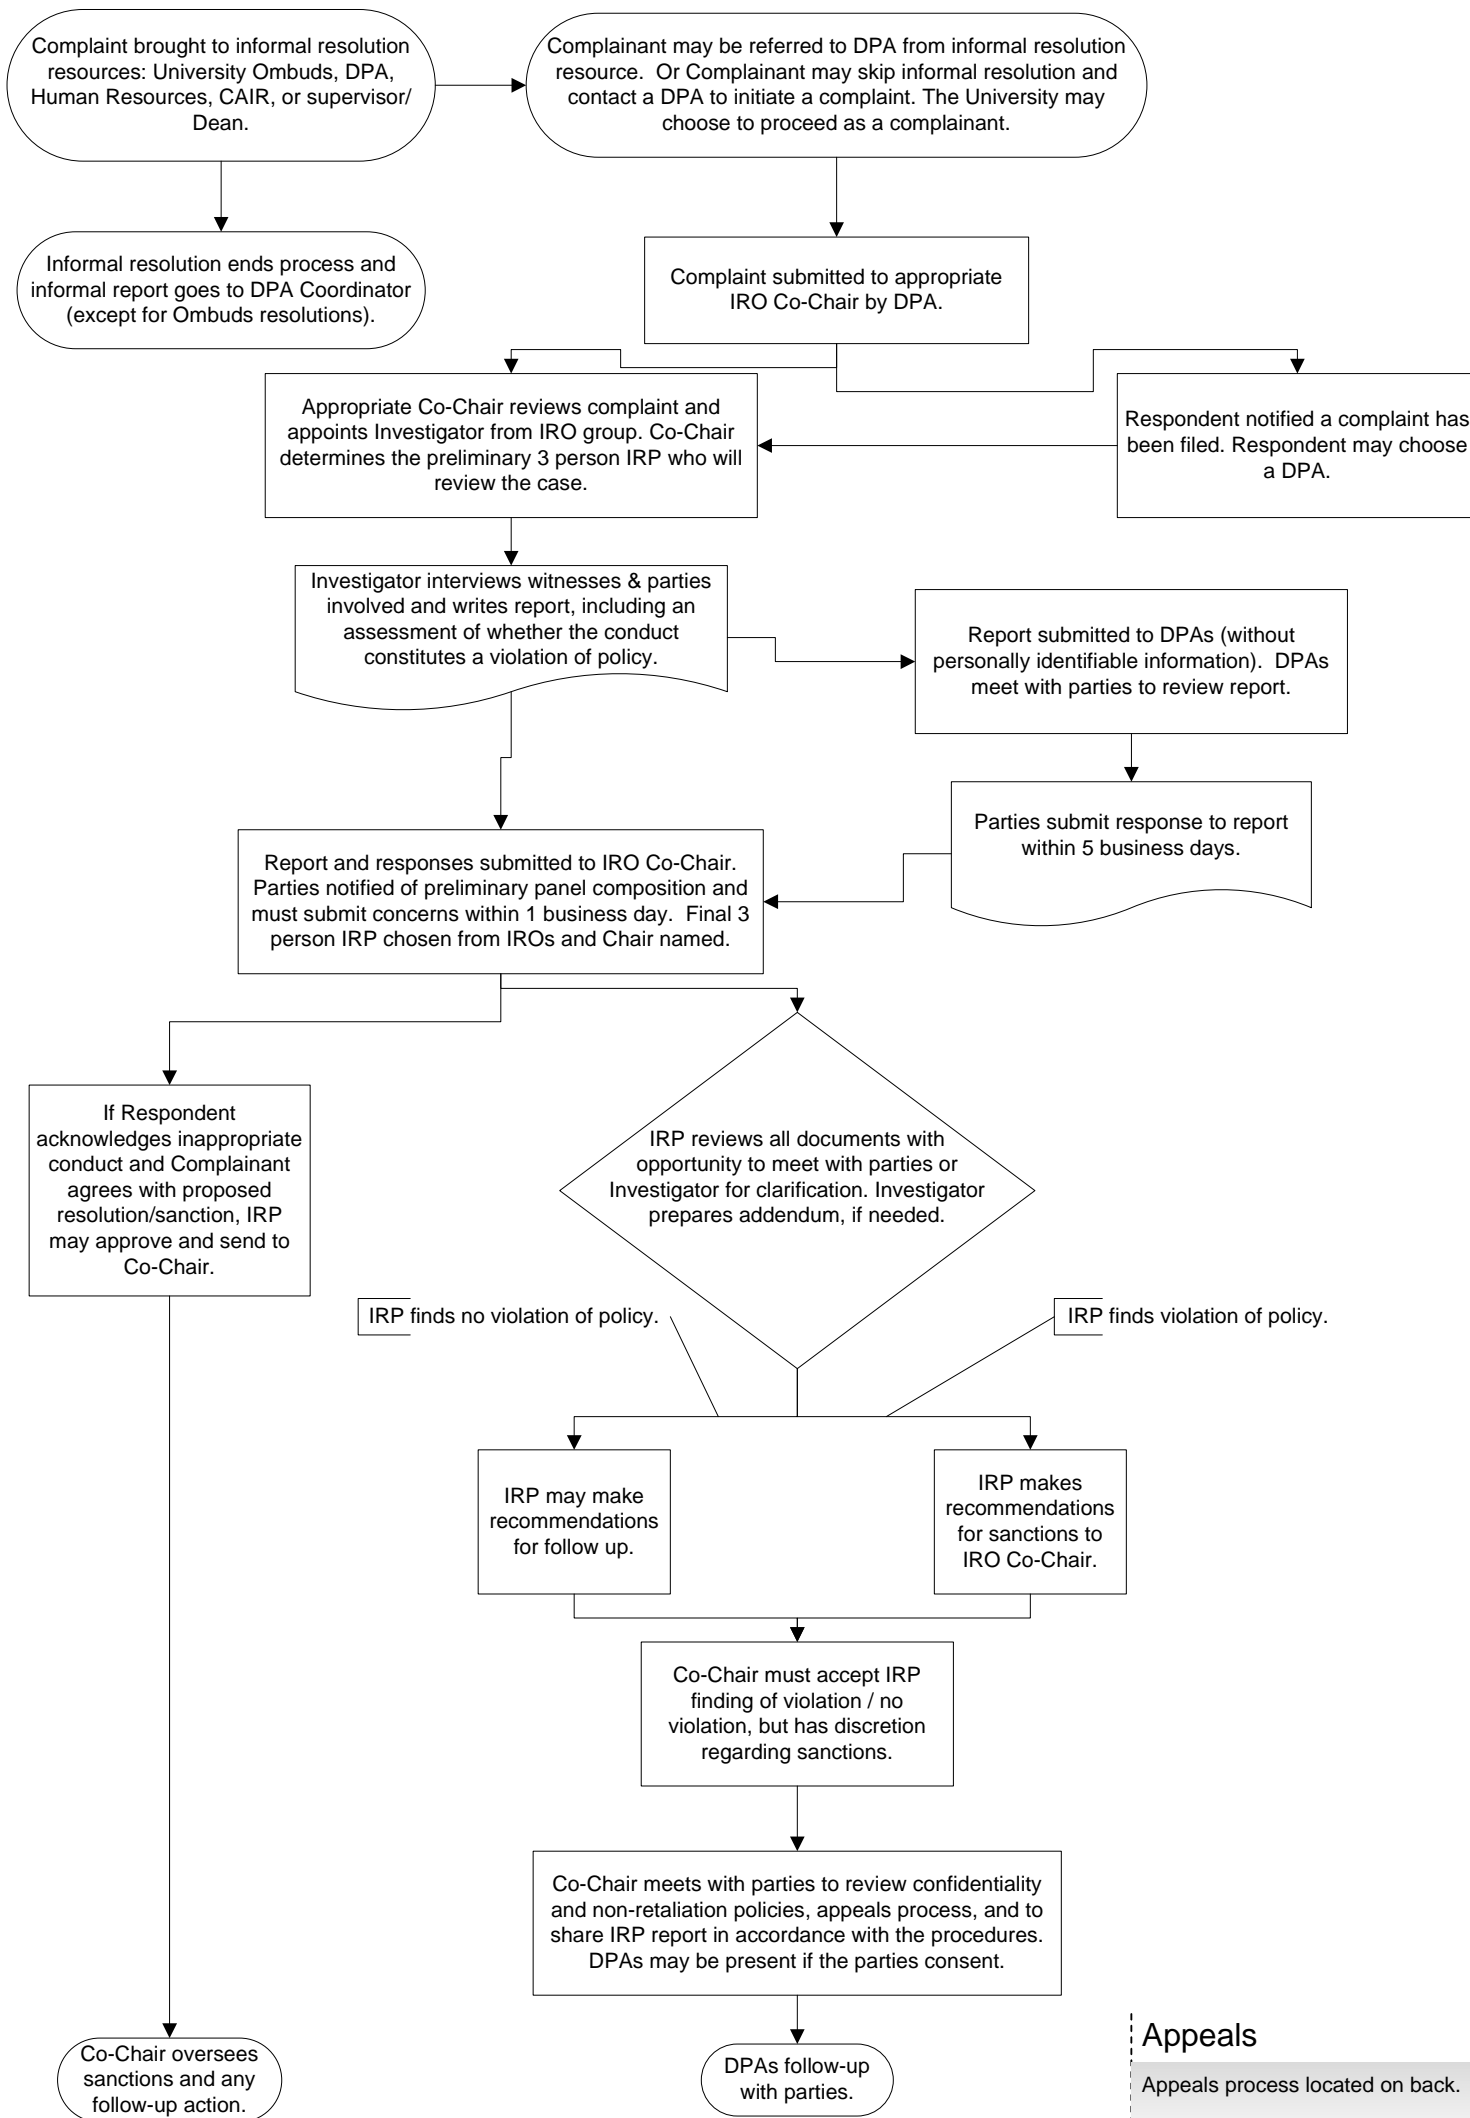 Complaint brought to informal resolution
resources: University Ombuds, DPA,
Human Resources, CAIR, or supervisor/
Dean.
Complainant may be referred to DPA from informal resolution
resource.  Or Complainant may skip informal resolution and
contact a DPA to initiate a complaint. The University may
choose to proceed as a complainant.
Informal resolution ends process and
informal report goes to DPA Coordinator
(except for Ombuds resolutions).
Complaint submitted to appropriate
IRO Co-Chair by DPA.
Appropriate Co-Chair reviews complaint and
appoints Investigator from IRO group. Co-Chair
determines the preliminary 3 person IRP who will
review the case.
Respondent notified a complaint has
been filed. Respondent may choose
a DPA.
Investigator interviews witnesses & parties
involved and writes report, including an
assessment of whether the conduct
constitutes a violation of policy.
Report submitted to DPAs (without
personally identifiable information).  DPAs
meet with parties to review report.
Parties submit response to report
within 5 business days.
Report and responses submitted to IRO Co-Chair.
Parties notified of preliminary panel composition and
must submit concerns within 1 business day.  Final 3
person IRP chosen from IROs and Chair named.
If Respondent
acknowledges inappropriate
conduct and Complainant
agrees with proposed
resolution/sanction, IRP
may approve and send to
Co-Chair.
IRP reviews all documents with
opportunity to meet with parties or
Investigator for clarification. Investigator
prepares addendum, if needed.
IRP finds no violation of policy.
IRP finds violation of policy.
IRP may make
recommendations
for follow up.
IRP makes
recommendations
for sanctions to
IRO Co-Chair.
Co-Chair must accept IRP
finding of violation / no
violation, but has discretion
regarding sanctions.
Co-Chair meets with parties to review confidentiality
and non-retaliation policies, appeals process, and to
share IRP report in accordance with the procedures.
DPAs may be present if the parties consent.
Co-Chair oversees
sanctions and any
follow-up action.
DPAs follow-up
with parties.
Appeals
Appeals process located on back.